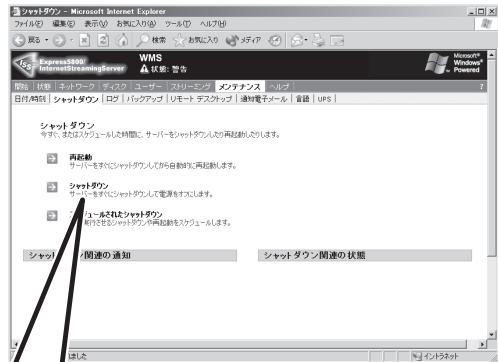 シャットダウン - Microsoft Internet Explorer
ファイル(F) 編集(E) 表示(V) お気に入り(A) ツール(T) ヘルプ(H)
戻る 検索 お気に入り メディア
Express5800/
InternetStreamingServer
WMS
状態: 警告
Microsoft
Windows
Powered
開始 状態 ネットワーク ディスク ユーザー ストリーミング メンテナンス ヘルプ ?
日付/時刻 シャットダウン ログ バックアップ リモート デスクトップ 通知電子メール 言語 UPS
シャットダウン
今すぐ、またはスケジュールした時間に、サーバーをシャットダウンしたり再起動したりします。
再起動
サーバーをすぐにシャットダウンしてから自動的に再起動します。
シャットダウン
サーバーをすぐにシャットダウンして電源をオフにします。
ジュールされたシャットダウン
実行させるシャットダウンや再起動をスケジュールします。
シャット ン関連の通知
シャットダウン関連の状態
ました
イントラネット